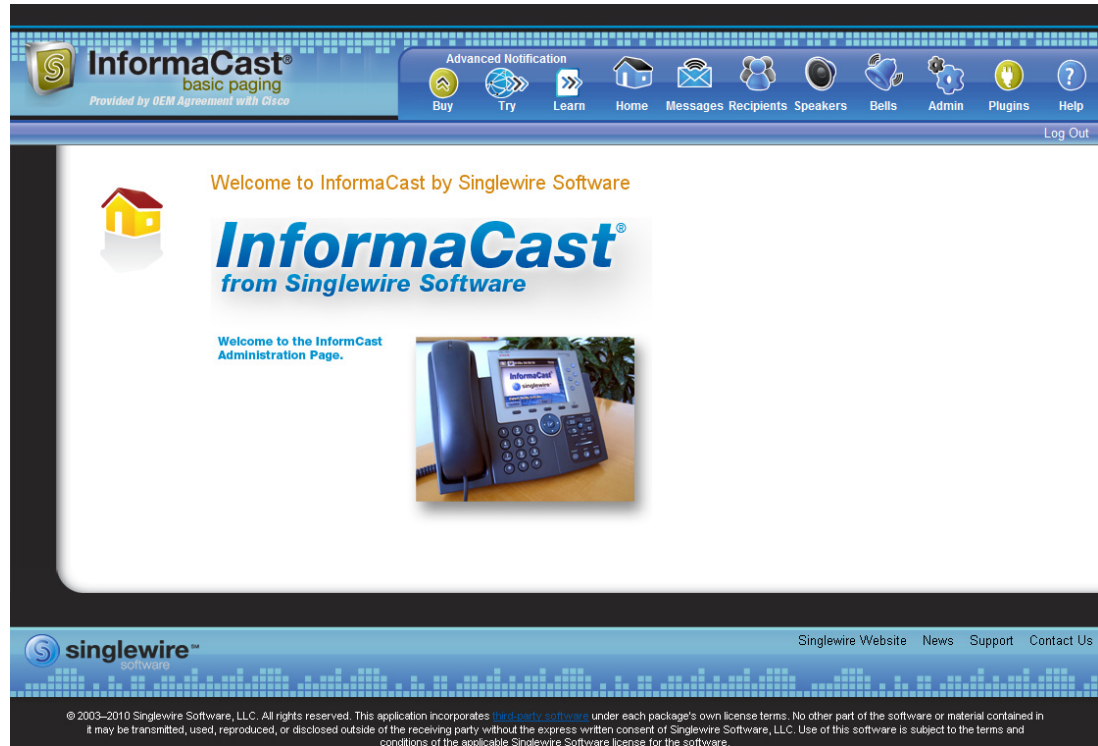 InformaCast®
basic paging
Provided by OEM Agreement with Cisco
Advanced Notification
Buy Try Learn Home Messages Recipients Speakers Bells Admin Plugins Help
Log Out
Welcome to InformaCast by Singlewire Software
InformaCast®
from Singlewire Software
Welcome to the InformCast
Administration Page.
InformaCast
singlewire
singlewire℠
software
Singlewire Website News Support Contact Us
© 2003–2010 Singlewire Software, LLC. All rights reserved. This application incorporates third-party software under each package's own license terms. No other part of the software or material contained in
it may be transmitted, used, reproduced, or disclosed outside of the receiving party without the express written consent of Singlewire Software, LLC. Use of this software is subject to the terms and
conditions of the applicable Singlewire Software license for the software.